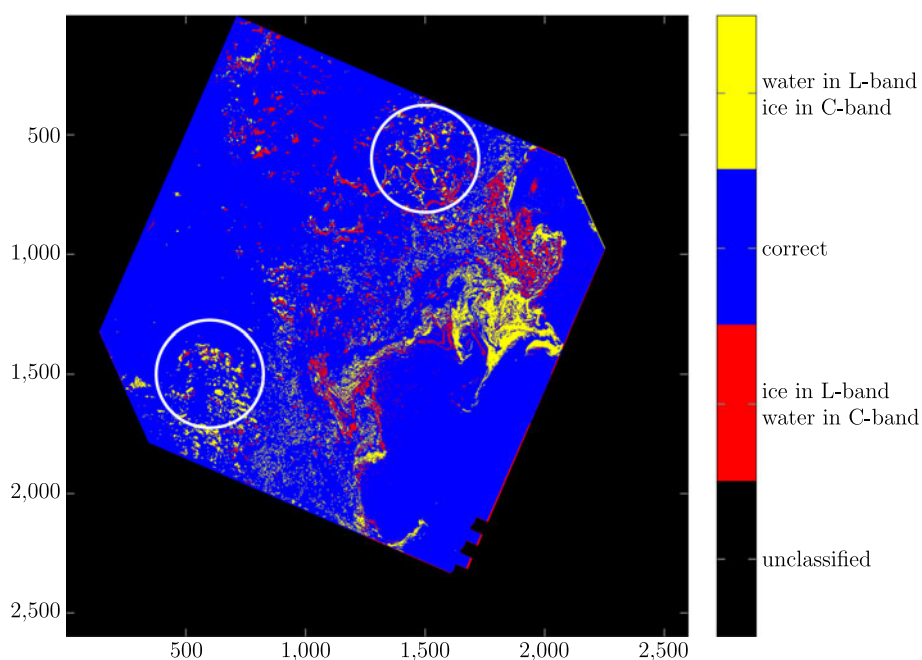 500
1,000
1,500
2,000
2,500
500
1,000
1,500
2,000
2,500
water in L-band
ice in C-band
correct
ice in L-band
water in C-band
unclassified